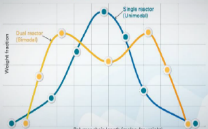 Single reactor
(Unimodal)
Dual reactor
(Bimodal)
Weight fraction